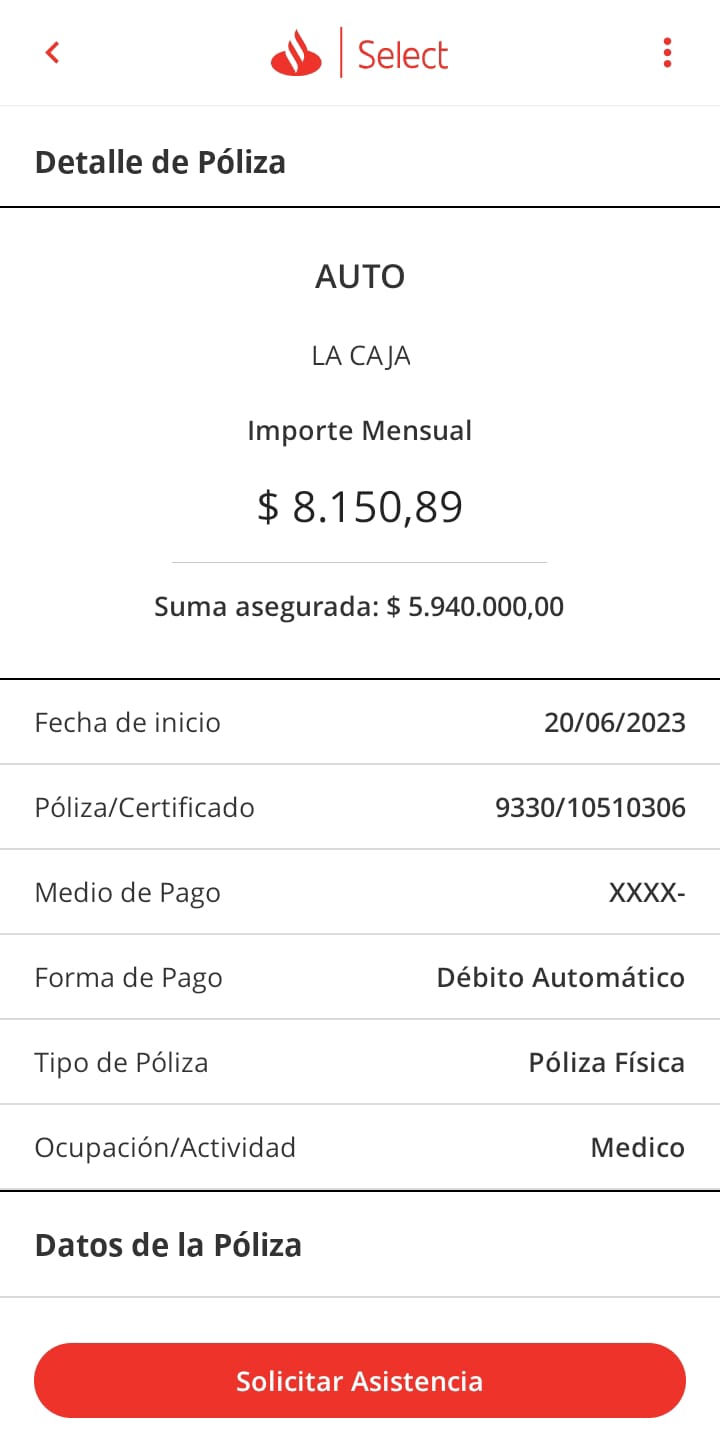 Select
Detalle de Póliza
AUTO
LA CAJA
Importe Mensual
$ 8.150,89
Suma asegurada: $ 5.940.000,00
Fecha de inicio 20/06/2023
Póliza/Certificado 9330/10510306
Medio de Pago XXXX-
Forma de Pago Débito Automático
Tipo de Póliza Póliza Física
Ocupación/Actividad Medico
Datos de la Póliza
Solicitar Asistencia